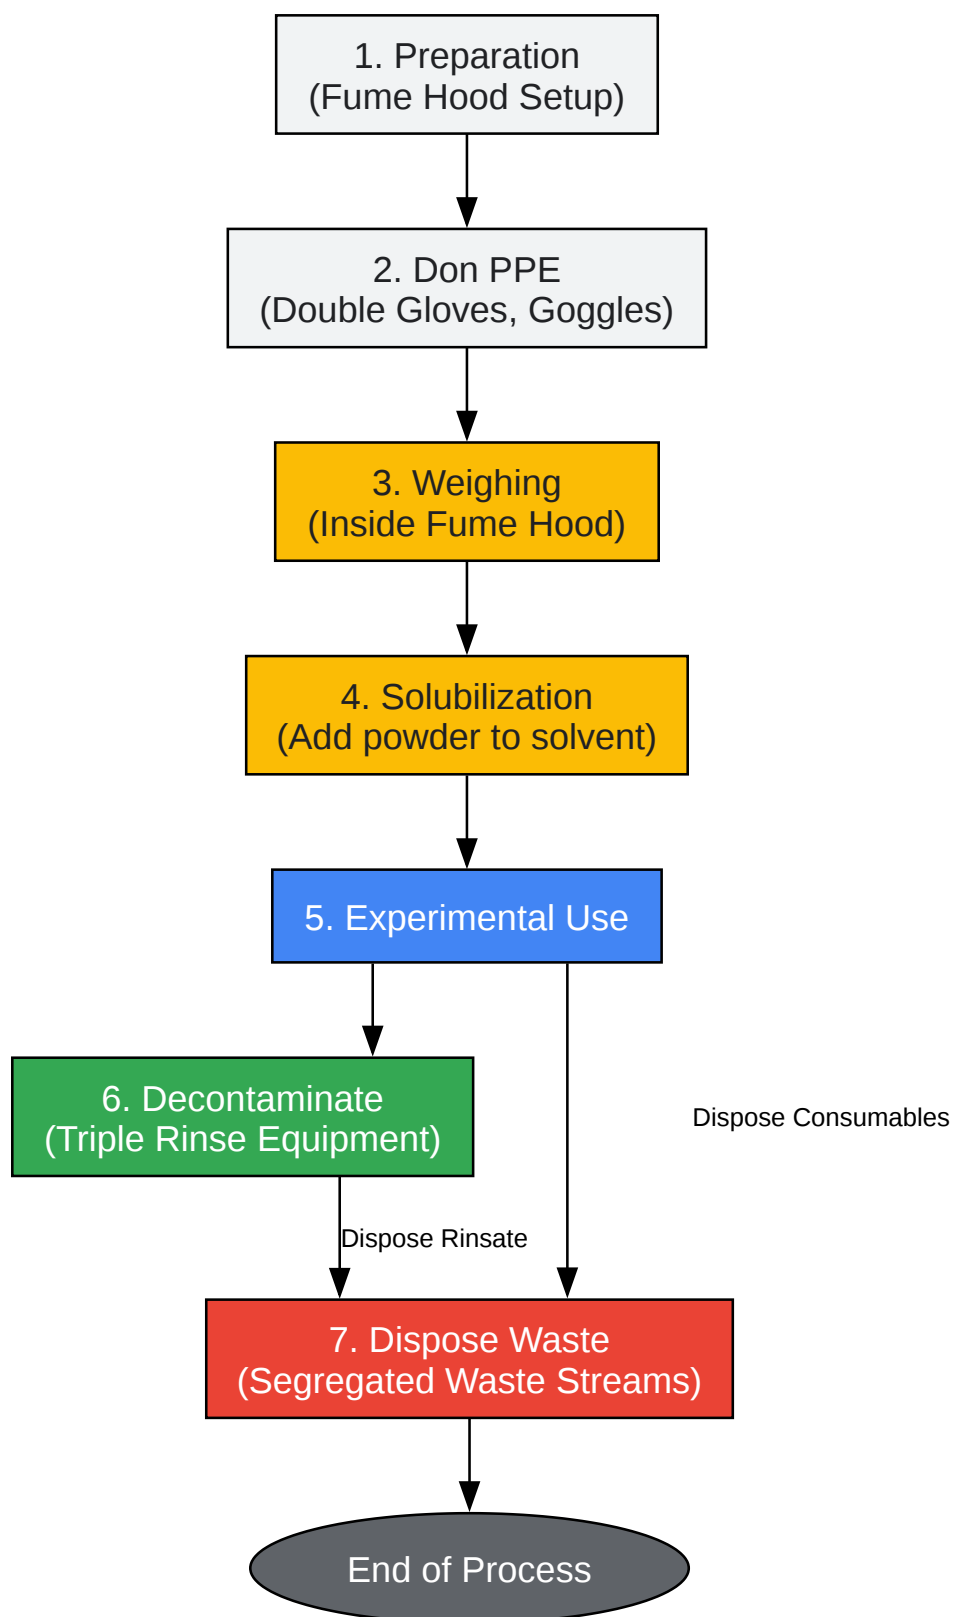 1. Preparation
(Fume Hood Setup)
2. Don PPE
(Double Gloves, Goggles)
3. Weighing
(Inside Fume Hood)
4. Solubilization
(Add powder to solvent)
5. Experimental Use
6. Decontaminate
(Triple Rinse Equipment)
Dispose Consumables
Dispose Rinsate
7. Dispose Waste
(Segregated Waste Streams)
End of Process